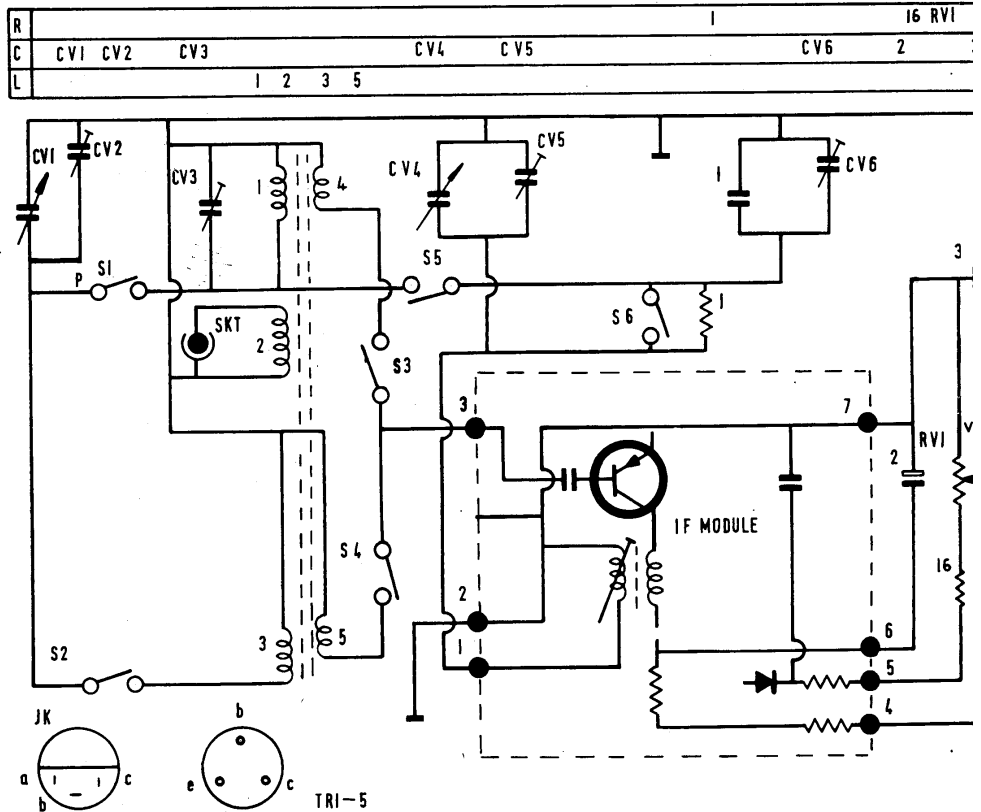 R 1 16 RV1
C CV1 CV2 CV3 CV4 CV5 CV6 2
L 1 2 3 5
CV1
CV2
CV3
1
4
CV4
CV5
1
CV6
P S1
S5
3
SKT
2
S3
S6
1
3
7
RV1
V
2
IF MODULE
S4
16
2
3
5
1
6
5
4
S2
JK
a
b
c
b
e
c
TR1-5